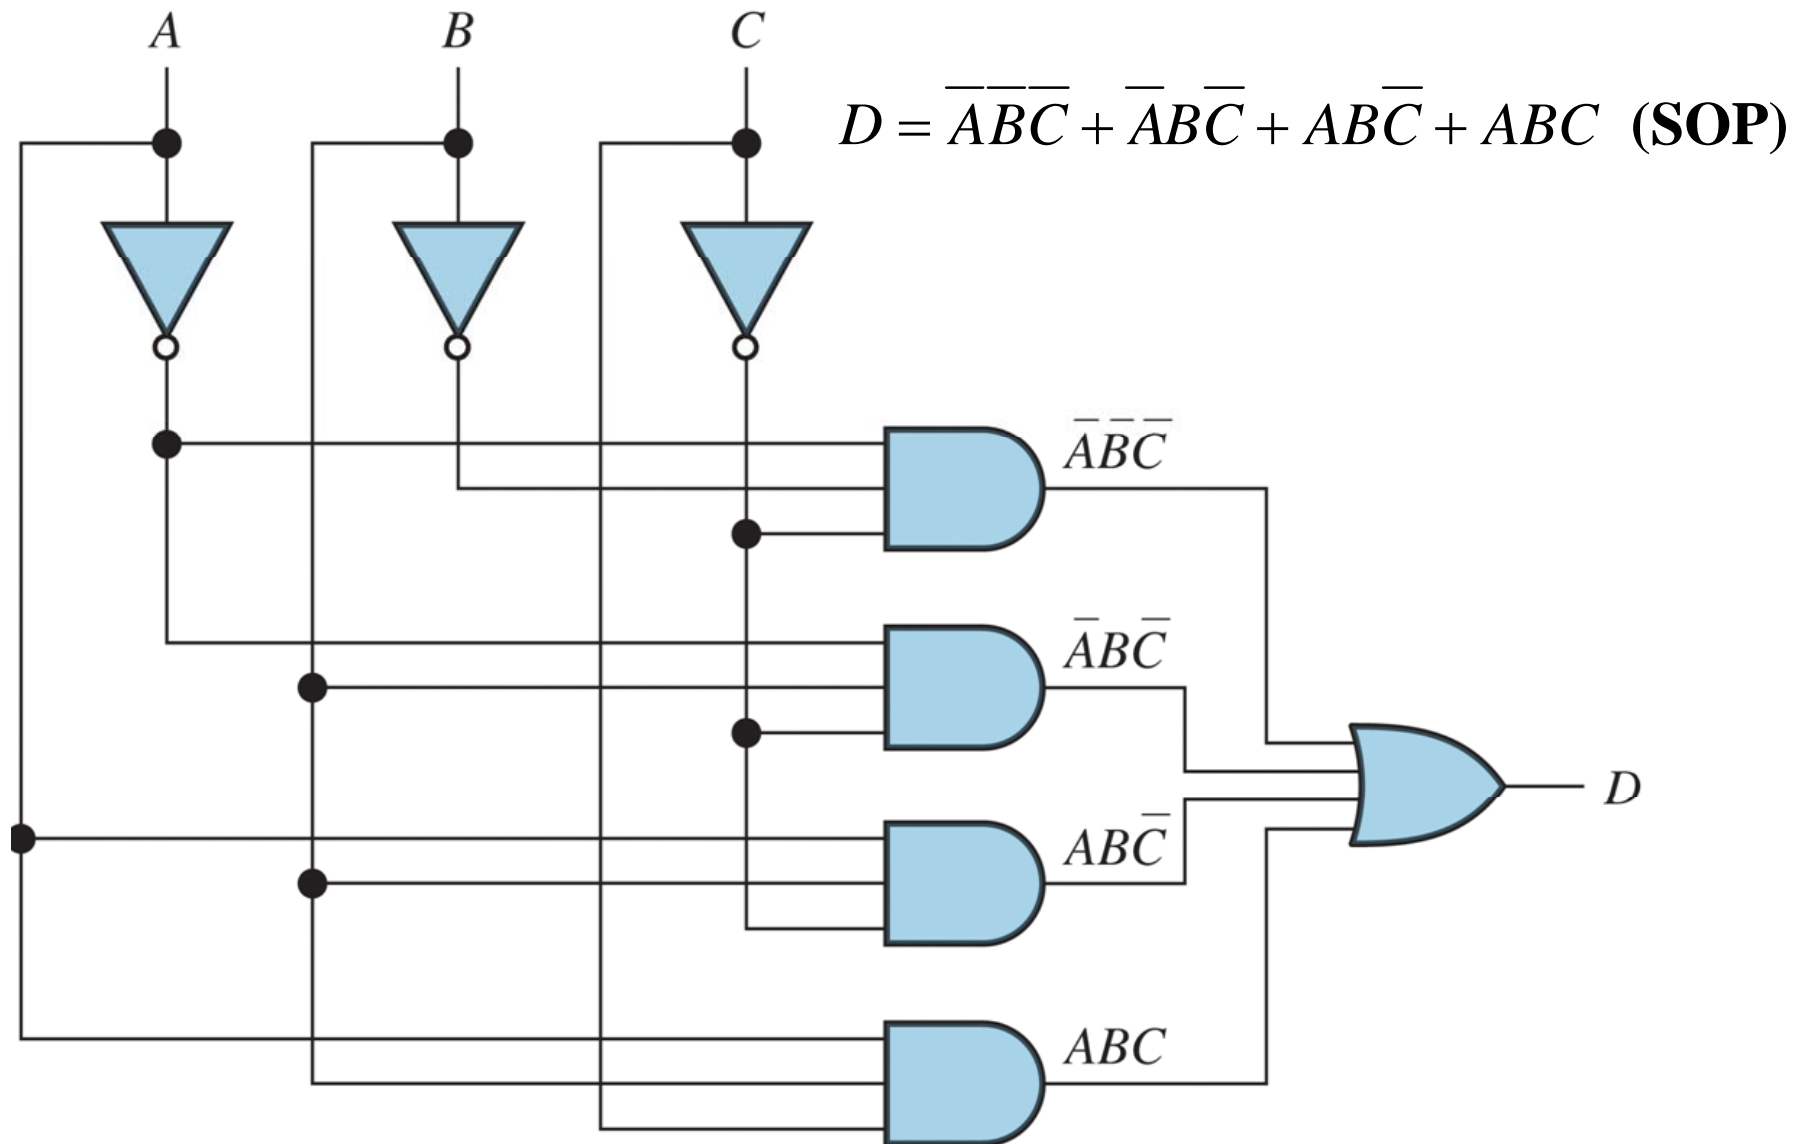 A B C
D = A̅B̅C̅ + A̅BC̅ + ABC̅ + ABC (SOP)
A̅B̅C̅
A̅BC̅
D
ABC̅
ABC